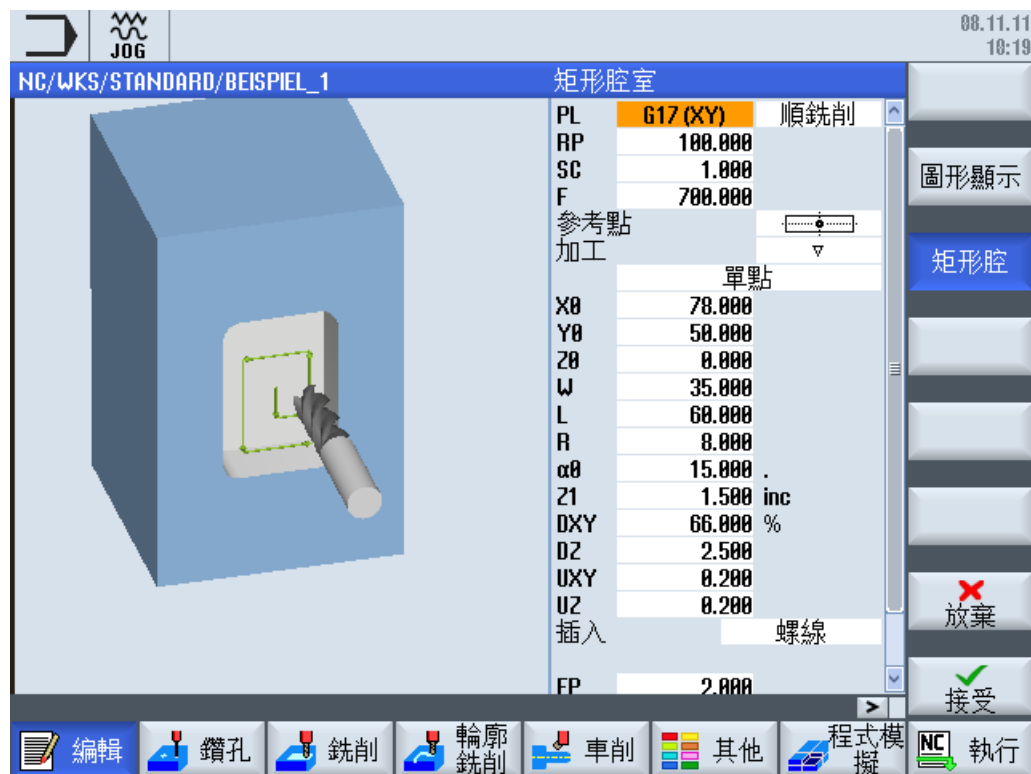 08.11.11
JOG
10:19
NC/WKS/STANDARD/BEISPIEL_1
矩形腔室
PL G17 (XY) 順銑削
RP 100.000
SC 1.000
F 700.000
參考點
加工
單點
X0 78.000
Y0 50.000
Z0 0.000
W 35.000
L 60.000
R 8.000
α0 15.000 .
Z1 1.500 inc
DXY 66.000 %
DZ 2.500
UXY 0.200
UZ 0.200
插入 螺線
EP 2.000
圖形顯示
矩形腔
放棄
接受
>
編輯
鑽孔
銑削
輪廓
銑削
車削
其他
程式模
擬
NC 執行